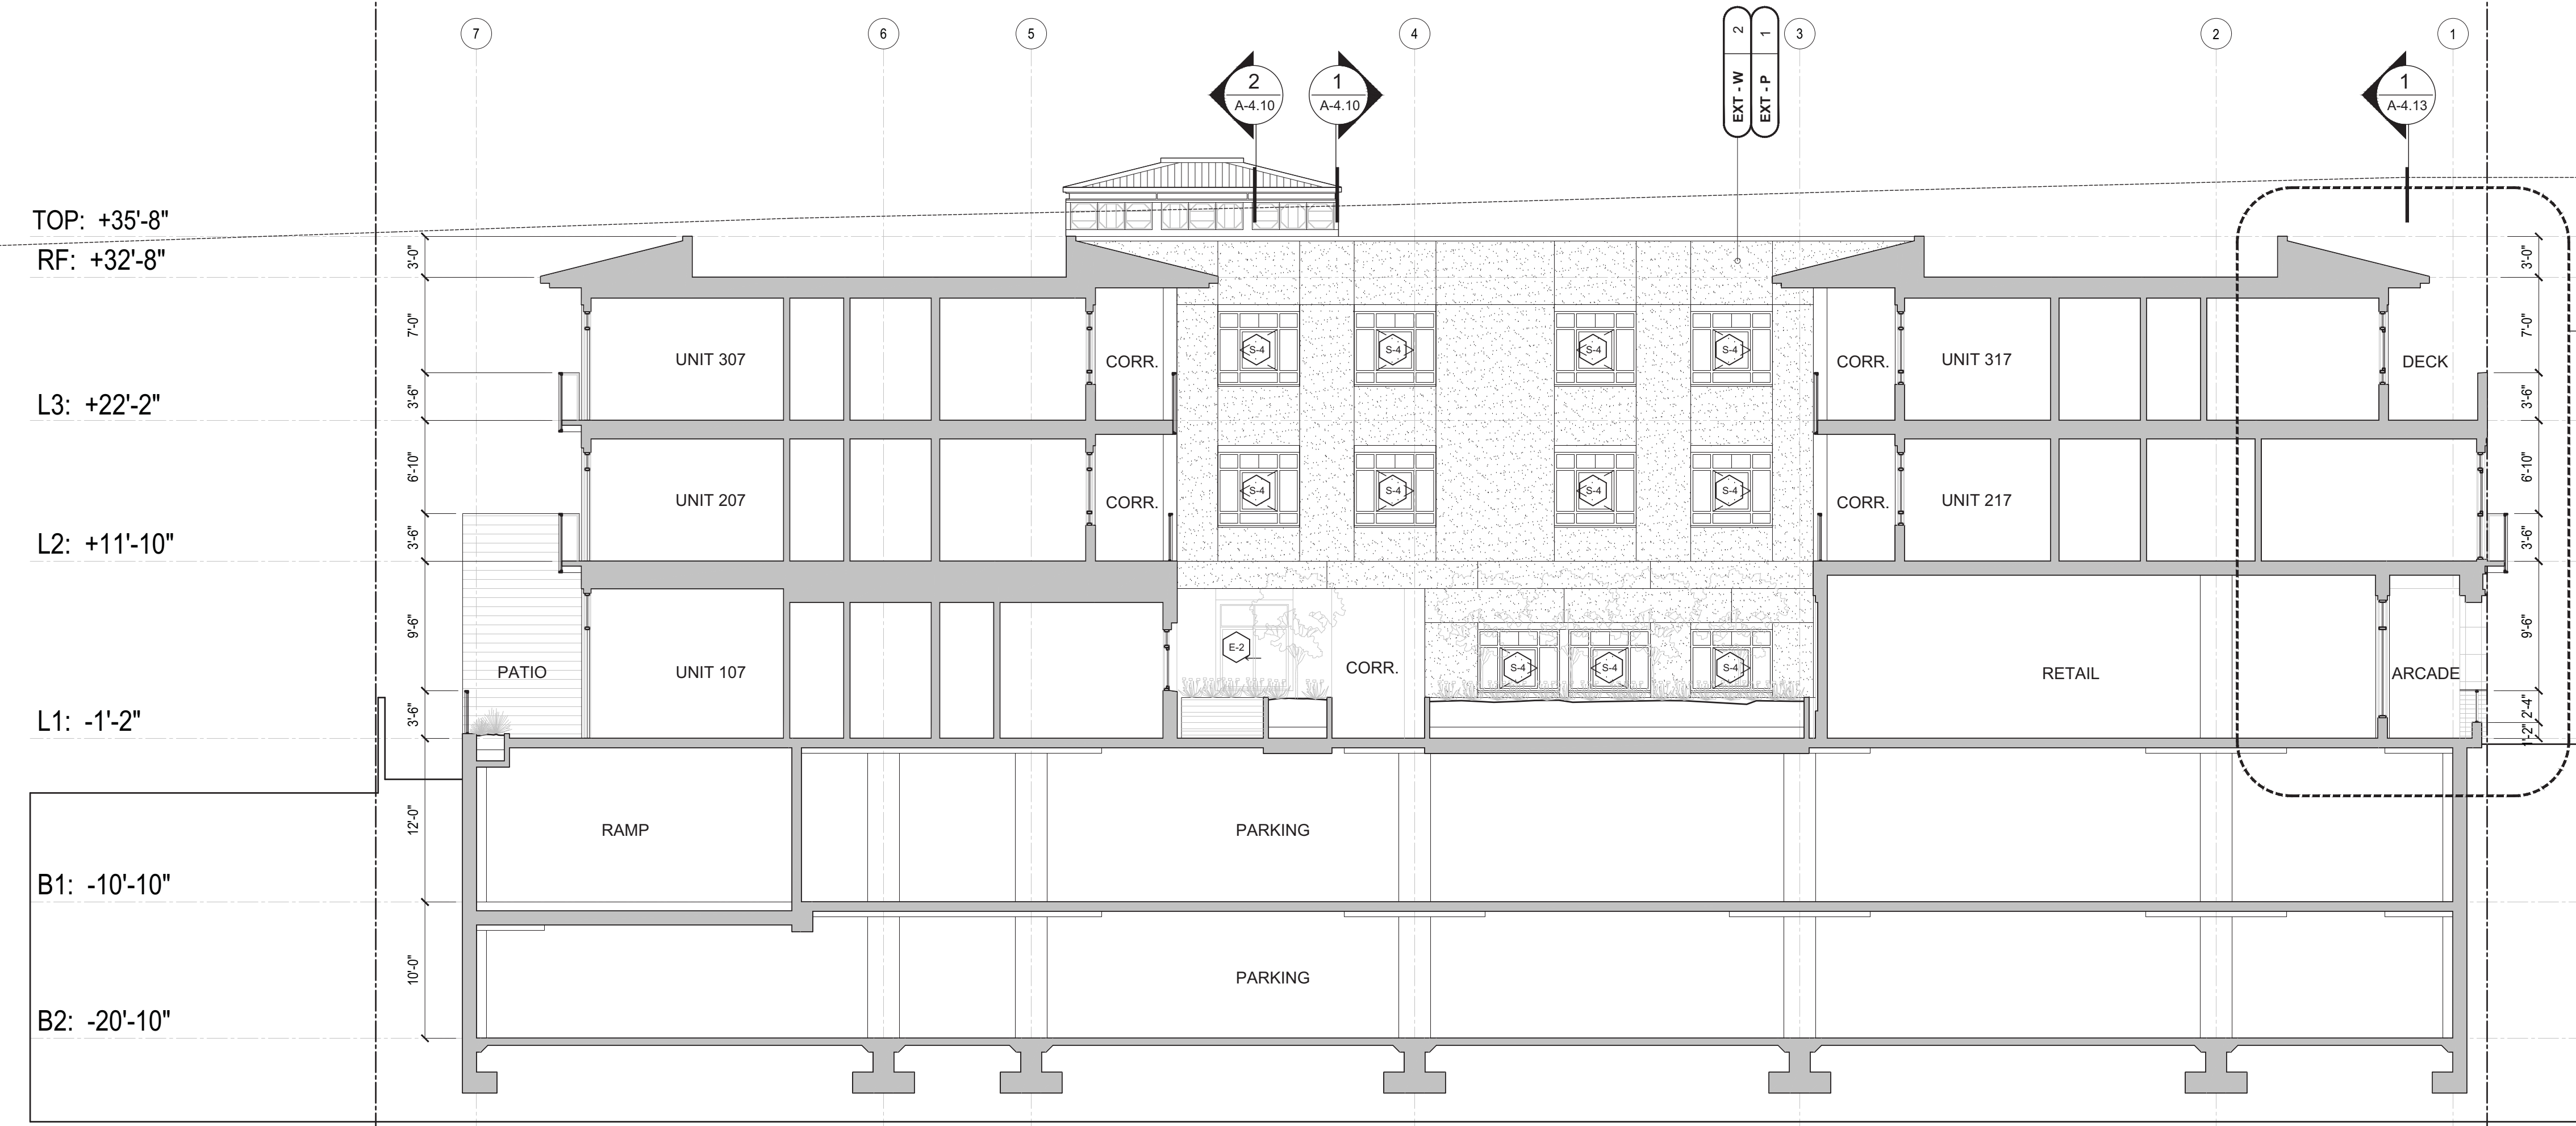 7 6 5 4 3 2 1
2 A-4.10
1 A-4.10
EXT - W 2
EXT - P 1
1 A-4.13
TOP: +35'-8"
RF: +32'-8"
3'-0" 3'-0"
7'-0" UNIT 307 CORR. S-4 S-4 S-4 S-4 CORR. UNIT 317 DECK 7'-0"
L3: +22'-2"
3'-6" 3'-6"
6'-10" UNIT 207 CORR. S-4 S-4 S-4 S-4 CORR. UNIT 217 6'-10"
L2: +11'-10"
3'-6" 3'-6"
9'-6" E-2 9'-6"
PATIO UNIT 107 CORR. S-4 S-4 S-4 RETAIL ARCADE
L1: -1'-2"
3'-6" 2'-4"
1'-2"
12'-0" RAMP PARKING
B1: -10'-10"
10'-0" PARKING
B2: -20'-10"